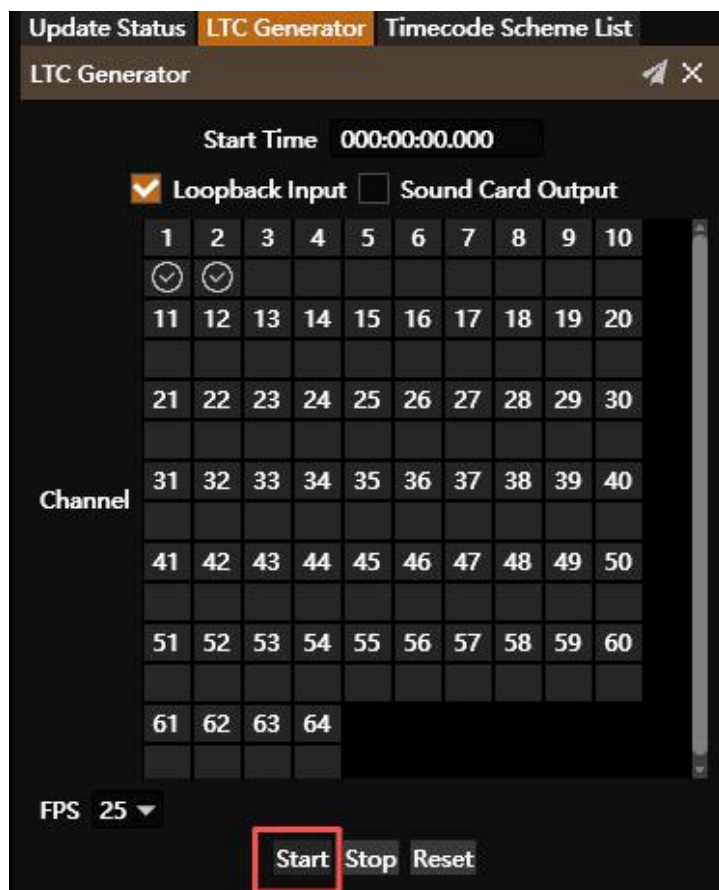 Update Status LTC Generator Timecode Scheme List
LTC Generator
Start Time 000:00:00.000
Loopback Input Sound Card Output
1 2 3 4 5 6 7 8 9 10
11 12 13 14 15 16 17 18 19 20
21 22 23 24 25 26 27 28 29 30
Channel
31 32 33 34 35 36 37 38 39 40
41 42 43 44 45 46 47 48 49 50
51 52 53 54 55 56 57 58 59 60
61 62 63 64
FPS 25
Start Stop Reset